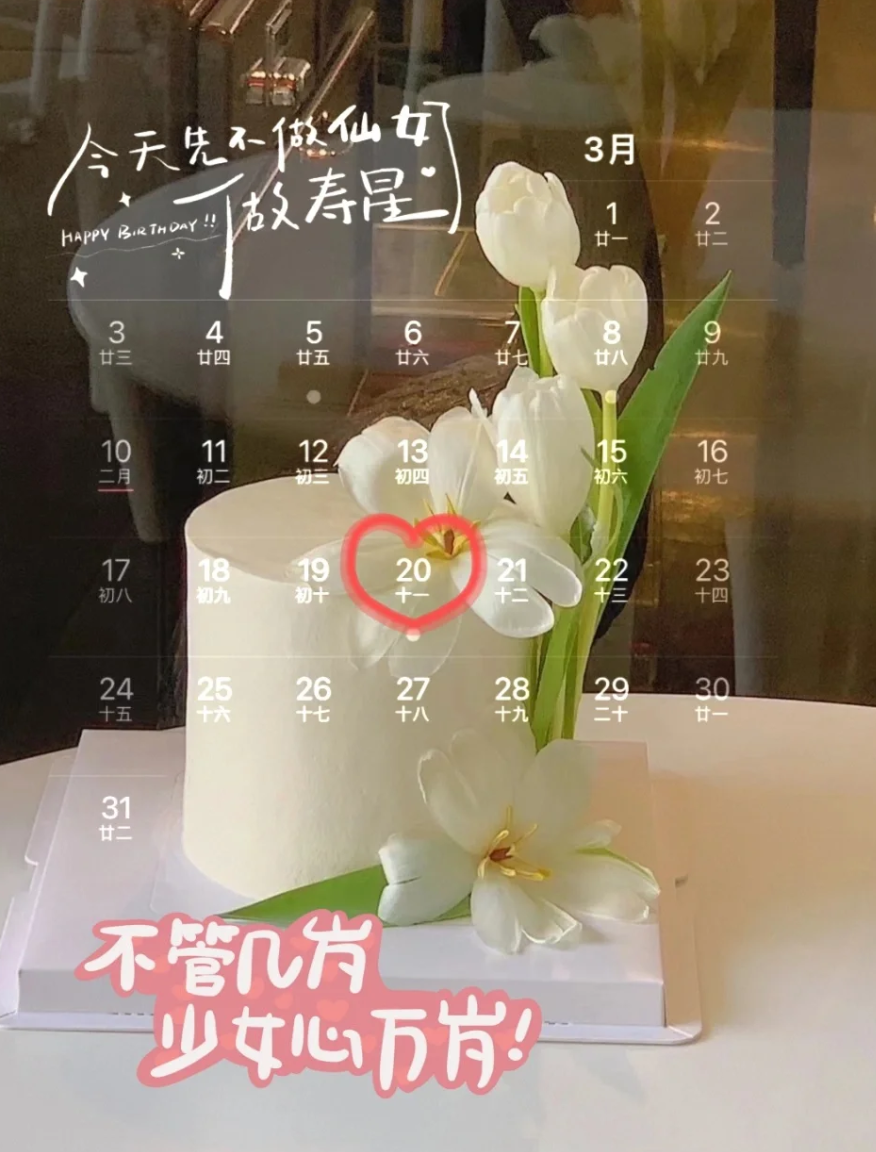 今天先不做仙女
做寿星
HAPPY BIRTHDAY !!
3月
1 2
廿一 廿二
3 4 5 6 7 8 9
廿三 廿四 廿五 廿六 廿七 廿八 廿九
10 11 12 13 14 15 16
二月 初二 初三 初四 初五 初六 初七
17 18 19 20 21 22 23
初八 初九 初十 十一 十二 十三 十四
24 25 26 27 28 29 30
十五 十六 十七 十八 十九 二十 廿一
31
廿二
不管几岁
少女心万岁!